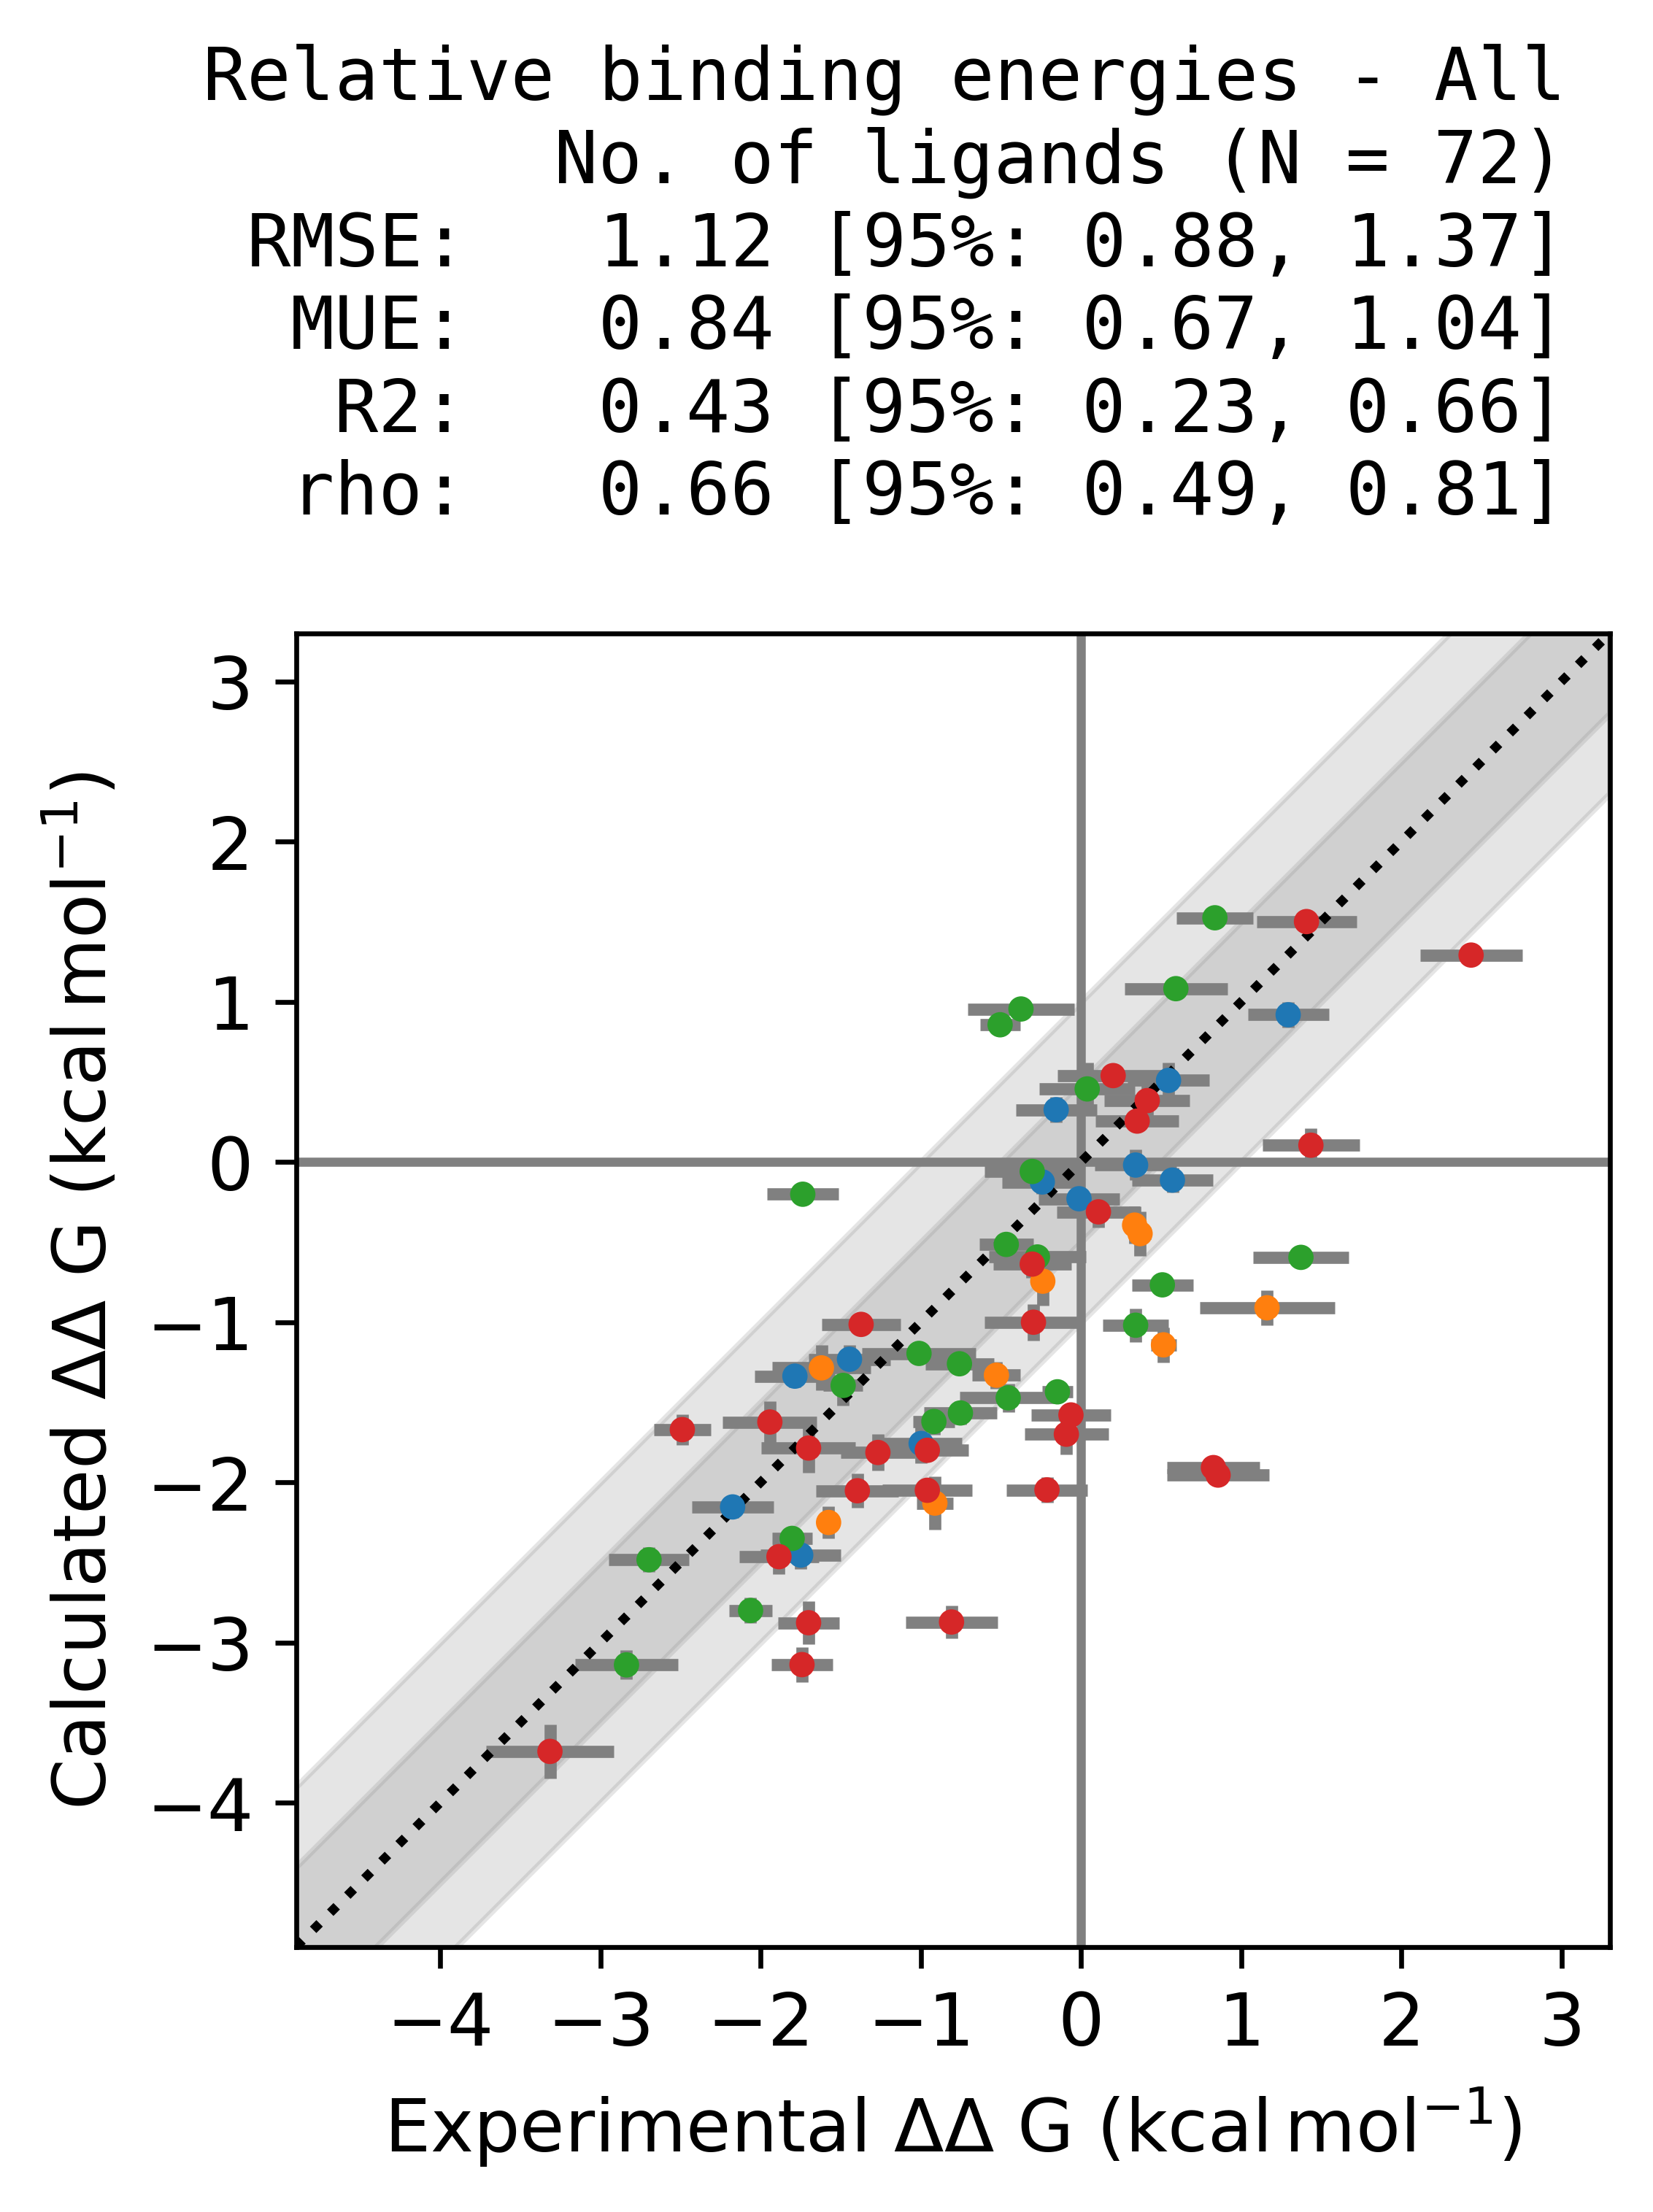 Relative binding energies - All
No. of ligands (N = 72)
RMSE: 1.12 [95%: 0.88, 1.37]
MUE: 0.84 [95%: 0.67, 1.04]
R2: 0.43 [95%: 0.23, 0.66]
rho: 0.66 [95%: 0.49, 0.81]
3
2
1
0
−1
−2
−3
−4
Calculated ΔΔ G (kcal mol⁻¹)
−4 −3 −2 −1 0 1 2 3
Experimental ΔΔ G (kcal mol⁻¹)